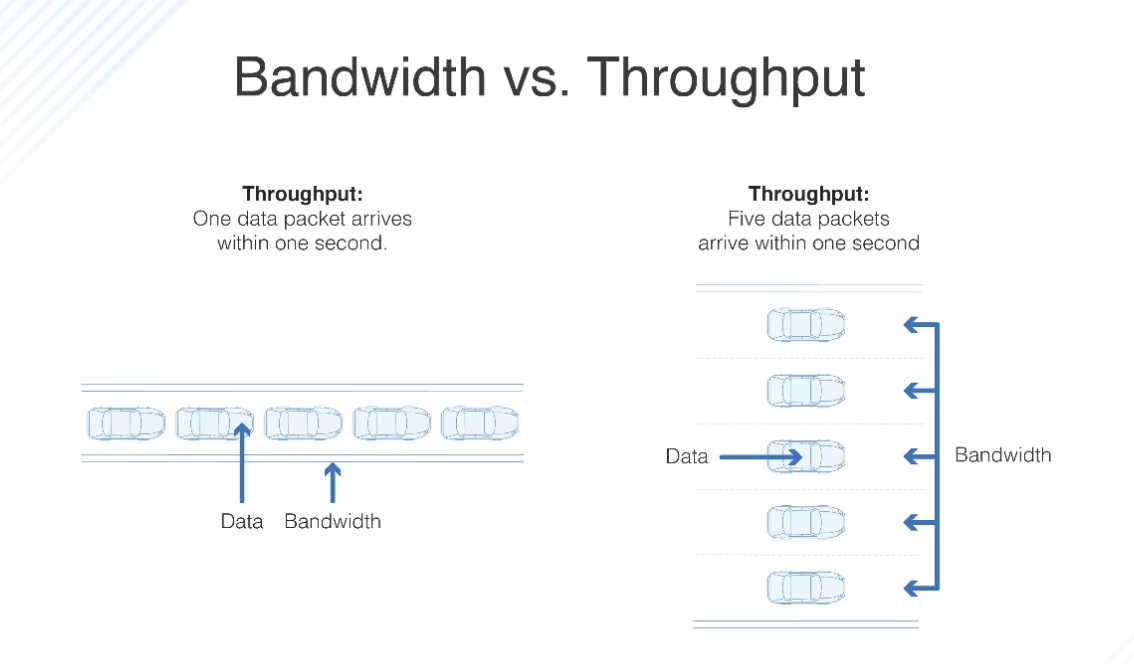 Bandwidth vs. Throughput
Throughput:
One data packet arrives
within one second.
Data
Bandwidth
Throughput:
Five data packets
arrive within one second
Data
Bandwidth